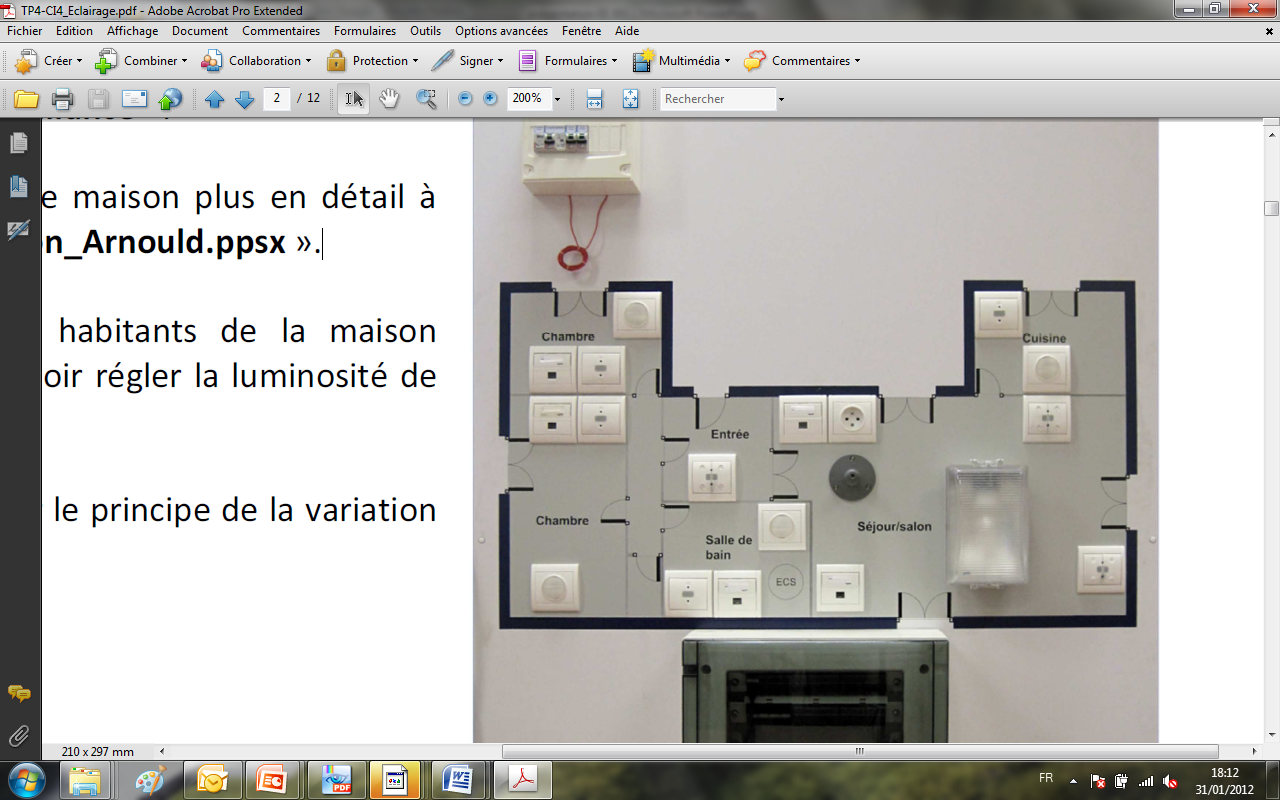 TP4-CI4_Eclairage.pdf - Adobe Acrobat Pro Extended
Fichier Edition Affichage Document Commentaires Formulaires Outils Options avancées Fenêtre Aide
Créer Combiner Collaboration Protection Signer Formulaires Multimédia Commentaires
2 / 12 200% Rechercher
e maison plus en détail à
n_Arnould.ppsx ».
habitants de la maison
oir régler la luminosité de
le principe de la variation
Chambre
Cuisine
Entrée
Chambre
Séjour/salon
Salle de
bain
ECS
210 x 297 mm
FR
18:12
31/01/2012